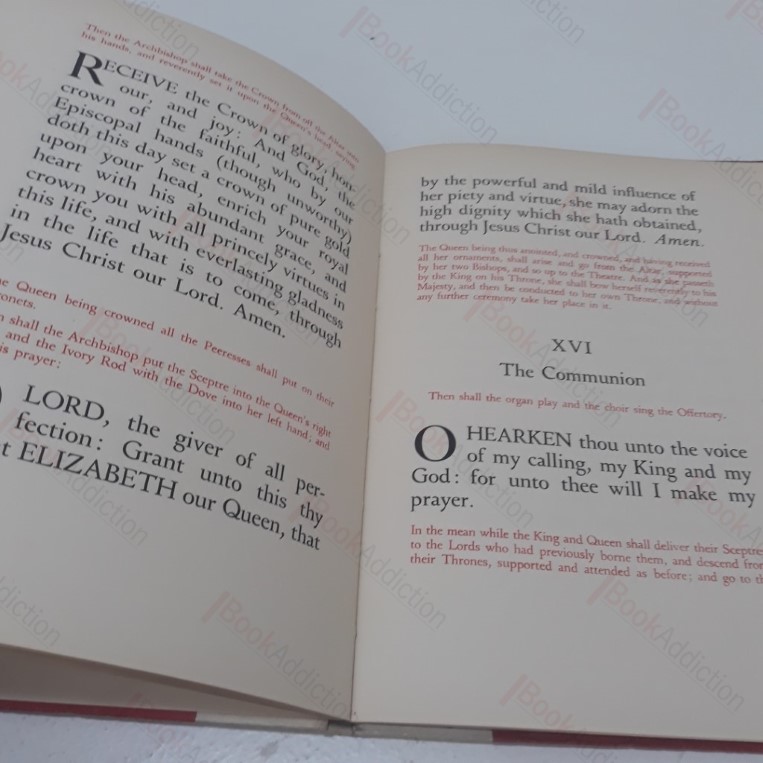 Then the Archbishop shall take the Crown from off the Altar into
his hands, and reverently set it upon the Queen's head, saying
RECEIVE the Crown of glory, hon-
our, and joy: And God, the
crown of the faithful, who by our
Episcopal hands (though unworthy)
doth this day set a crown of pure gold
upon your head, enrich your royal
heart with his abundant grace, and
crown you with all princely virtues in
this life, and with everlasting gladness
in the life that is to come, through
Jesus Christ our Lord. Amen.
Queen being crowned all the Peeresses shall put on their
shall the Archbishop put the Sceptre into the Queen's right
and the Ivory Rod with the Dove into her left hand; and
prayer:
LORD, the giver of all per-
fection: Grant unto this thy
ELIZABETH our Queen, that
by the powerful and mild influence of
her piety and virtue, she may adorn the
high dignity which she hath obtained,
through Jesus Christ our Lord. Amen.
The Queen being thus anointed, and crowned, and having received
all her ornaments, shall arise and go from the Altar, supported
by her two Bishops, and so up to the Theatre. And as she passeth
by the King on his Throne, she shall bow herself reverently to his
Majesty, and then be conducted to her own Throne, and without
any further ceremony take her place in it.
XVI
The Communion
Then shall the organ play and the choir sing the Offertory.
O HEARKEN thou unto the voice
of my calling, my King and my
God: for unto thee will I make my
prayer.
In the mean while the King and Queen shall deliver their Sceptres
to the Lords who had previously borne them, and descend from
their Thrones, supported and attended as before; and go to the
BookAddiction